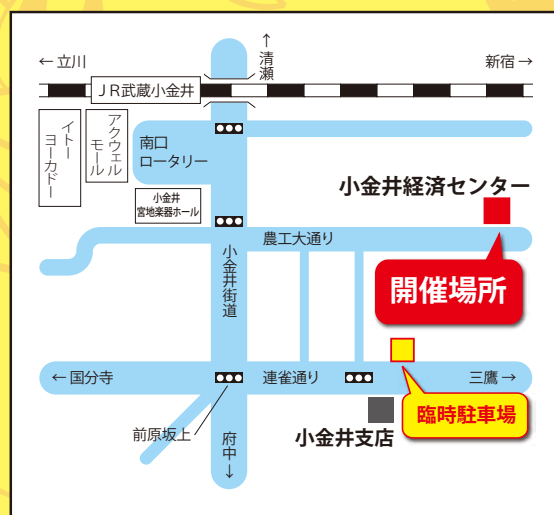 ←立川
↑
清瀬
新宿→
JR武蔵小金井
イトー
ヨーカドー
アクウェル
モール
南口
ロータリー
小金井
宮地楽器ホール
小金井経済センター
農工大通り
開催場所
小金井街道
←国分寺
連雀通り
三鷹→
臨時駐車場
前原坂上
小金井支店
府中→